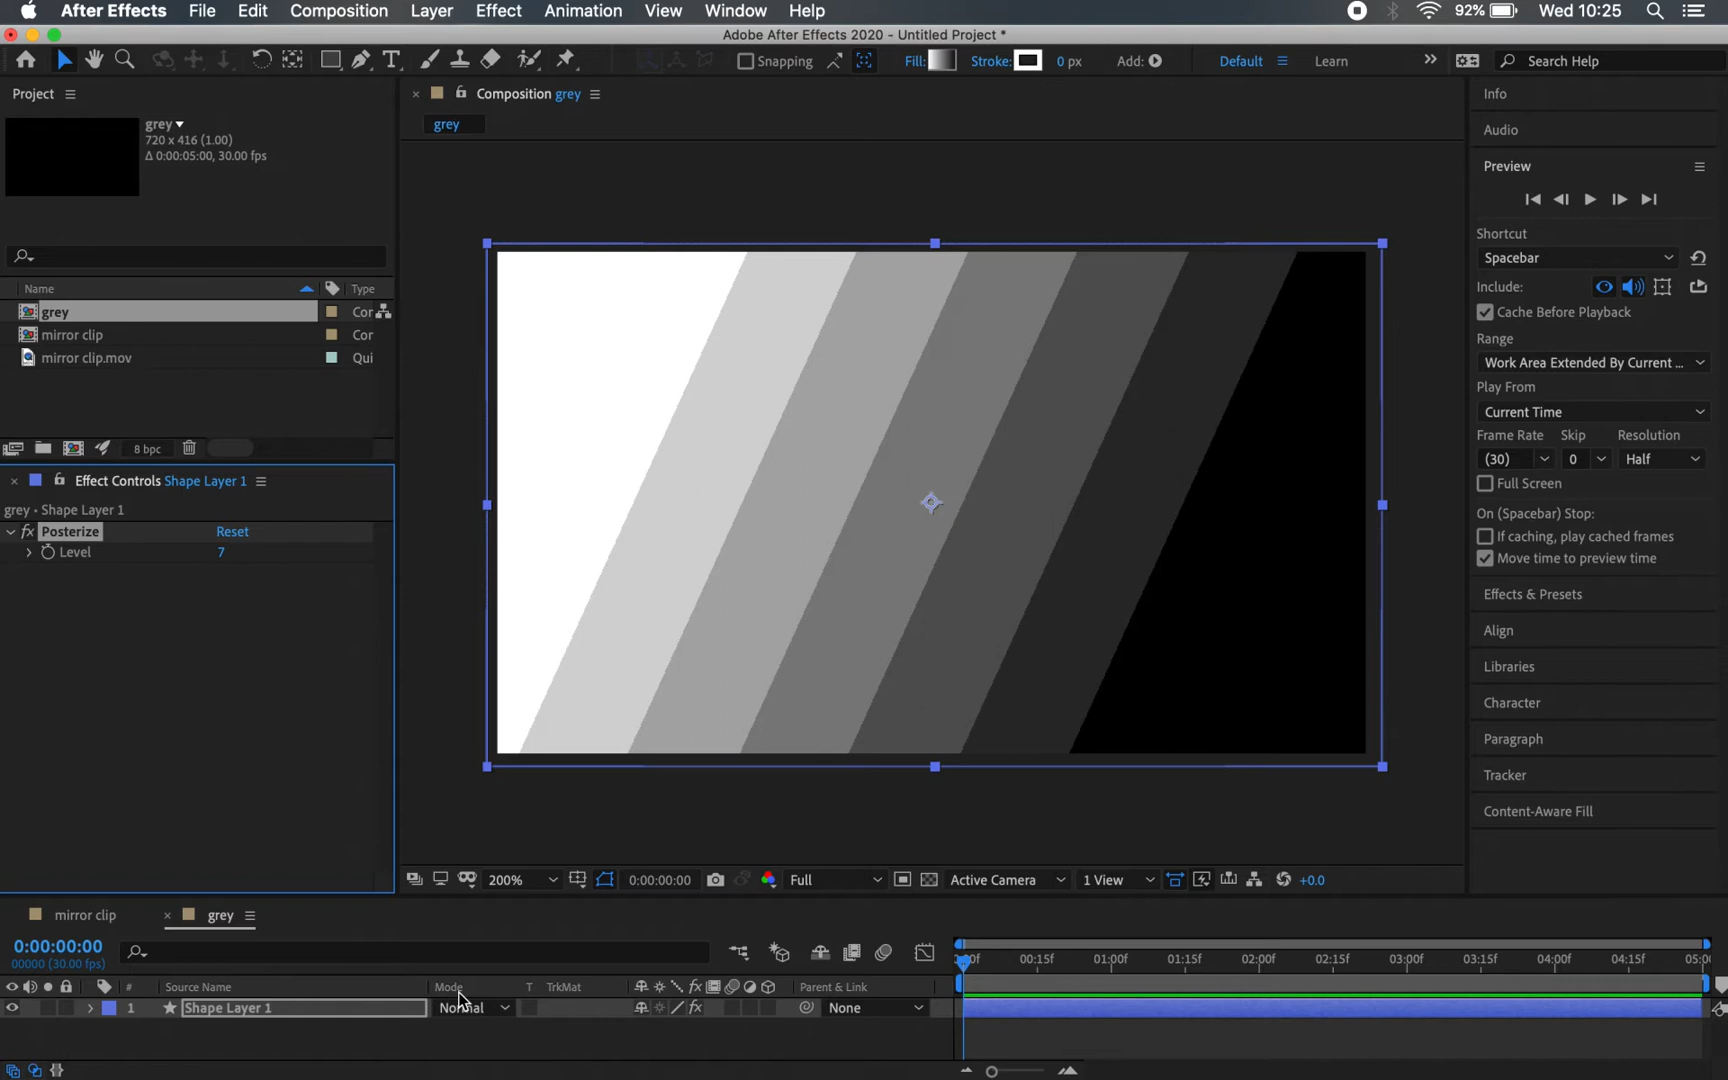 After Effects File Edit Composition Layer Effect Animation View Window Help 92% Wed 10:25
Adobe After Effects 2020 - Untitled Project *
Snapping Fill: Stroke: 0 px Add: Default Learn Search Help
Project
grey
720 x 416 (1.00)
Δ 0:00:05:00, 30.00 fps
Name Type
grey Cor
mirror clip Cor
mirror clip.mov Qui
8 bpc
Effect Controls Shape Layer 1
grey • Shape Layer 1
fx Posterize Reset
Level 7
Composition grey
grey
200% 0:00:00:00 Full Active Camera 1 View +0.0
Info
Audio
Preview
Shortcut
Spacebar
Include:
Cache Before Playback
Range
Work Area Extended By Current ...
Play From
Current Time
Frame Rate Skip Resolution
(30) 0 Half
Full Screen
On (Spacebar) Stop:
If caching, play cached frames
Move time to preview time
Effects & Presets
Align
Libraries
Character
Paragraph
Tracker
Content-Aware Fill
mirror clip grey
0:00:00:00
00000 (30.00 fps)
00:15f 01:00f 01:15f 02:00f 02:15f 03:00f 03:15f 04:00f 04:15f 05:0
# Source Name Mode T TrkMat fx Parent & Link
1 Shape Layer 1 Normal fx None